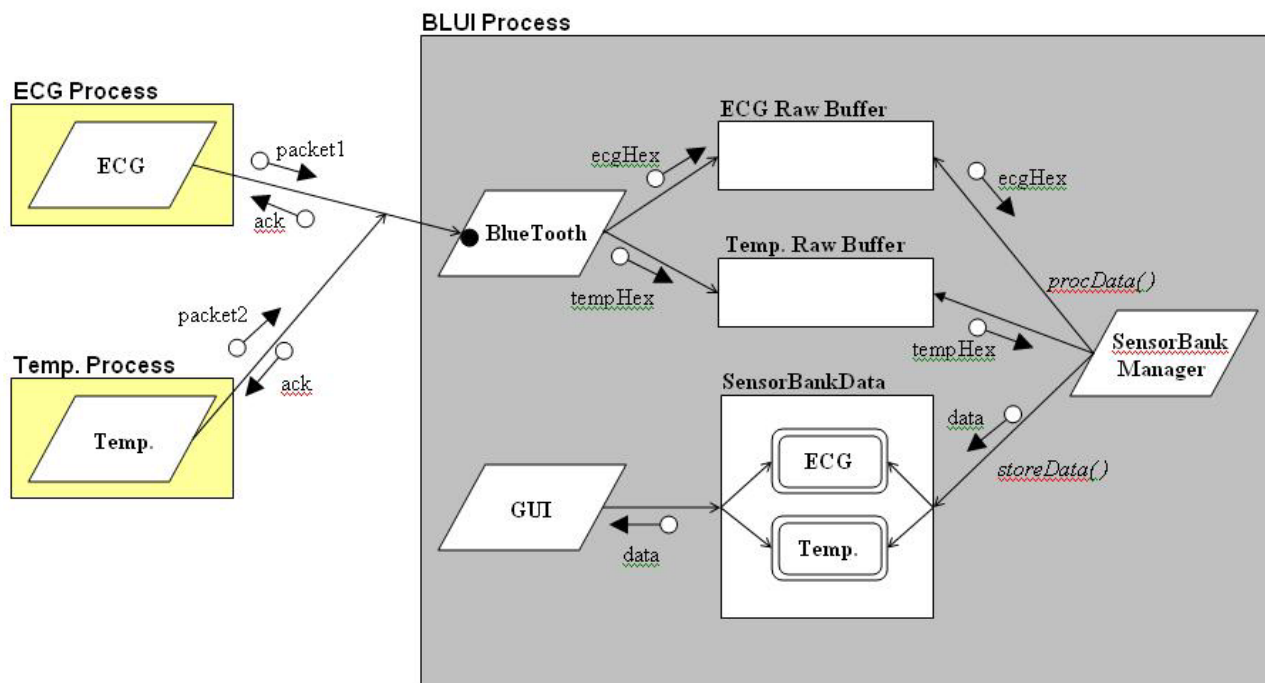 BLUI Process
ECG Process
ECG
packet1
ack
packet2
ack
Temp. Process
Temp.
BlueTooth
ecgHex
tempHex
ECG Raw Buffer
Temp. Raw Buffer
ecgHex
procData()
tempHex
SensorBank
Manager
SensorBankData
ECG
Temp.
data
storeData()
GUI
data